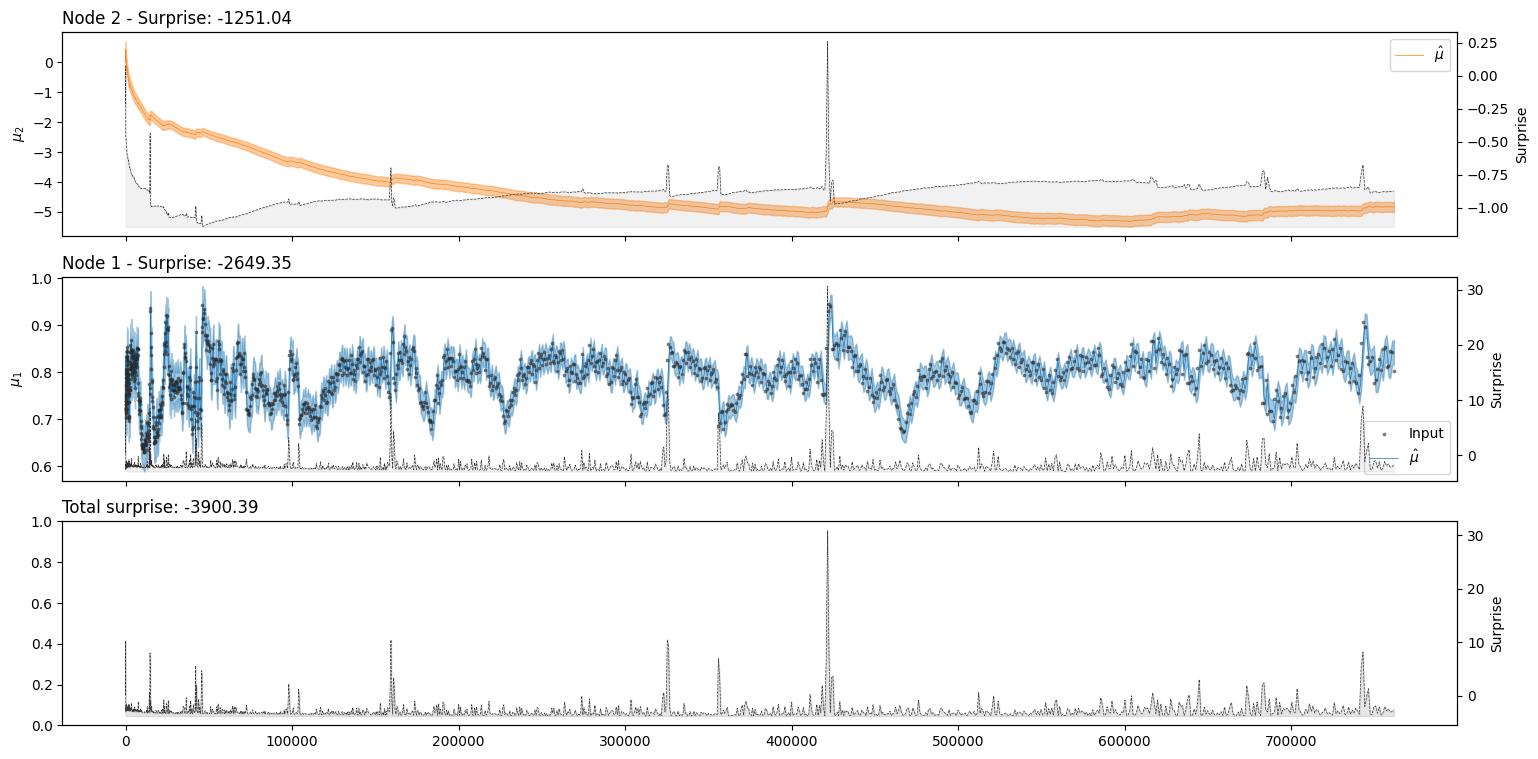 Node 2 - Surprise: -1251.04
0
−1
−2
−3
−4
−5
μ₂
μ̂
0.25
0.00
−0.25
−0.50
−0.75
−1.00
Surprise
Node 1 - Surprise: -2649.35
1.0
0.9
0.8
0.7
0.6
μ₁
Input
μ̂
30
20
10
0
Surprise
Total surprise: -3900.39
1.0
0.8
0.6
0.4
0.2
0.0
30
20
10
0
Surprise
0 100000 200000 300000 400000 500000 600000 700000